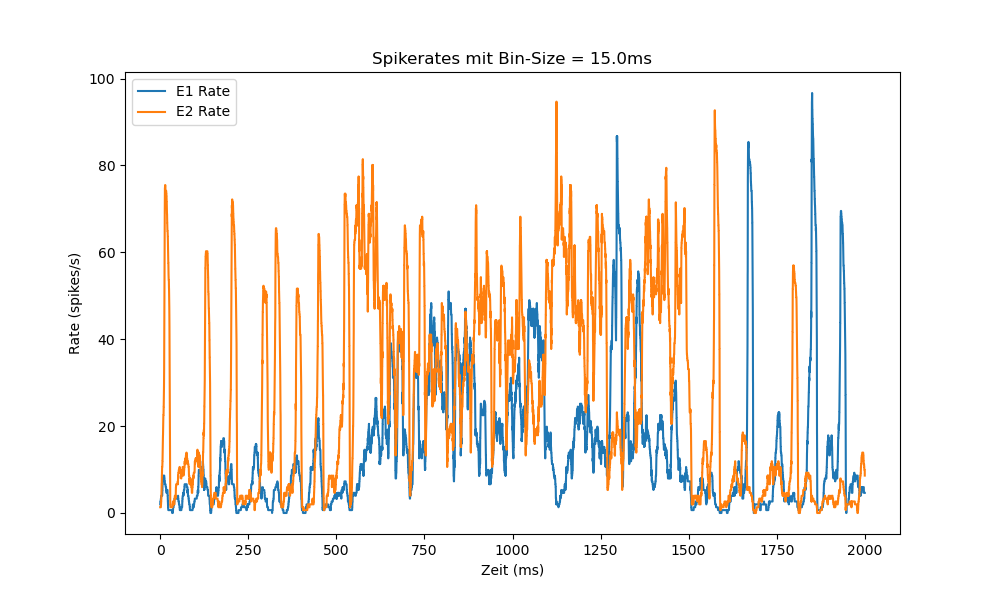 Spikerates mit Bin-Size = 15.0ms
E1 Rate
E2 Rate
Rate (spikes/s)
100
80
60
40
20
0
0 250 500 750 1000 1250 1500 1750 2000
Zeit (ms)